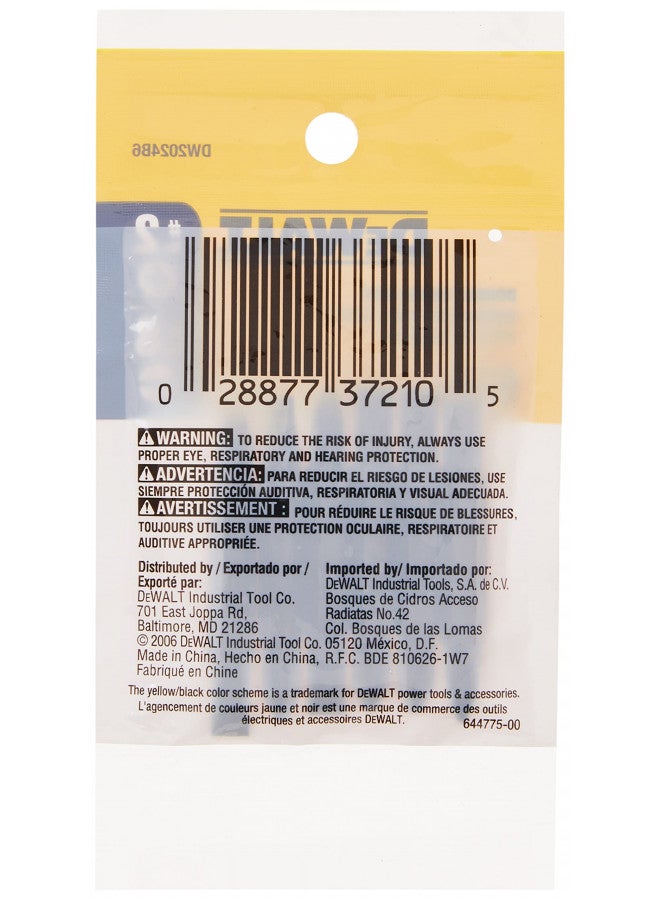 DW2024B6
#2
DEWALT
0 28877 37210 5
WARNING: TO REDUCE THE RISK OF INJURY, ALWAYS USE
PROPER EYE, RESPIRATORY AND HEARING PROTECTION.
ADVERTENCIA: PARA REDUCIR EL RIESGO DE LESIONES, USE
SIEMPRE PROTECCIÓN AUDITIVA, RESPIRATORIA Y VISUAL ADECUADA.
AVERTISSEMENT : POUR RÉDUIRE LE RISQUE DE BLESSURES,
TOUJOURS UTILISER UNE PROTECTION OCULAIRE, RESPIRATOIRE ET
AUDITIVE APPROPRIÉE.
Distributed by / Exportado por /
Exporté par:
DEWALT Industrial Tool Co.
701 East Joppa Rd,
Baltimore, MD 21286
© 2006 DEWALT Industrial Tool Co.
Made in China, Hecho en China,
Fabriqué en Chine
Imported by/ Importado por:
DEWALT Industrial Tools, S.A. de C.V.
Bosques de Cidros Acceso
Radiatas No.42
Col. Bosques de las Lomas
05120 México, D.F.
R.F.C. BDE 810626-1W7
The yellow/black color scheme is a trademark for DEWALT power tools & accessories.
L'agencement de couleurs jaune et noir est une marque de commerce des outils
électriques et accessoires DEWALT.
644775-00